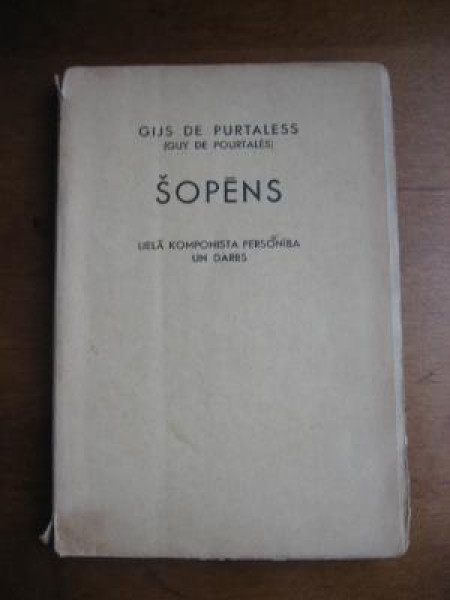 GIJS DE PURTALESS
(GUY DE POURTALÈS)
ŠOPĒNS
LIELĀ KOMPONISTA PERSONĪBA
UN DARBS